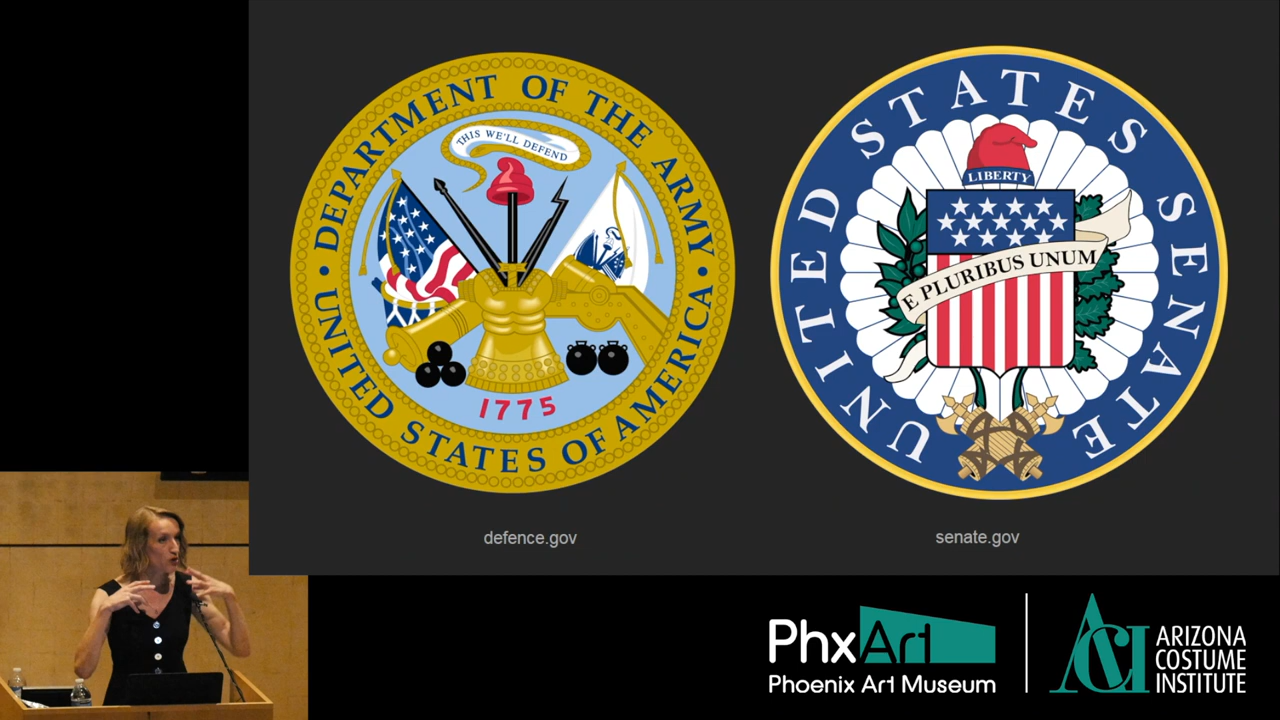 UNITED STATES OF AMERICA • DEPARTMENT OF THE ARMY •
THIS WE'LL DEFEND
1775
defence.gov
UNITED STATES SENATE
LIBERTY
E PLURIBUS UNUM
senate.gov
PhxArt
Phoenix Art Museum
ACI
ARIZONA
COSTUME
INSTITUTE